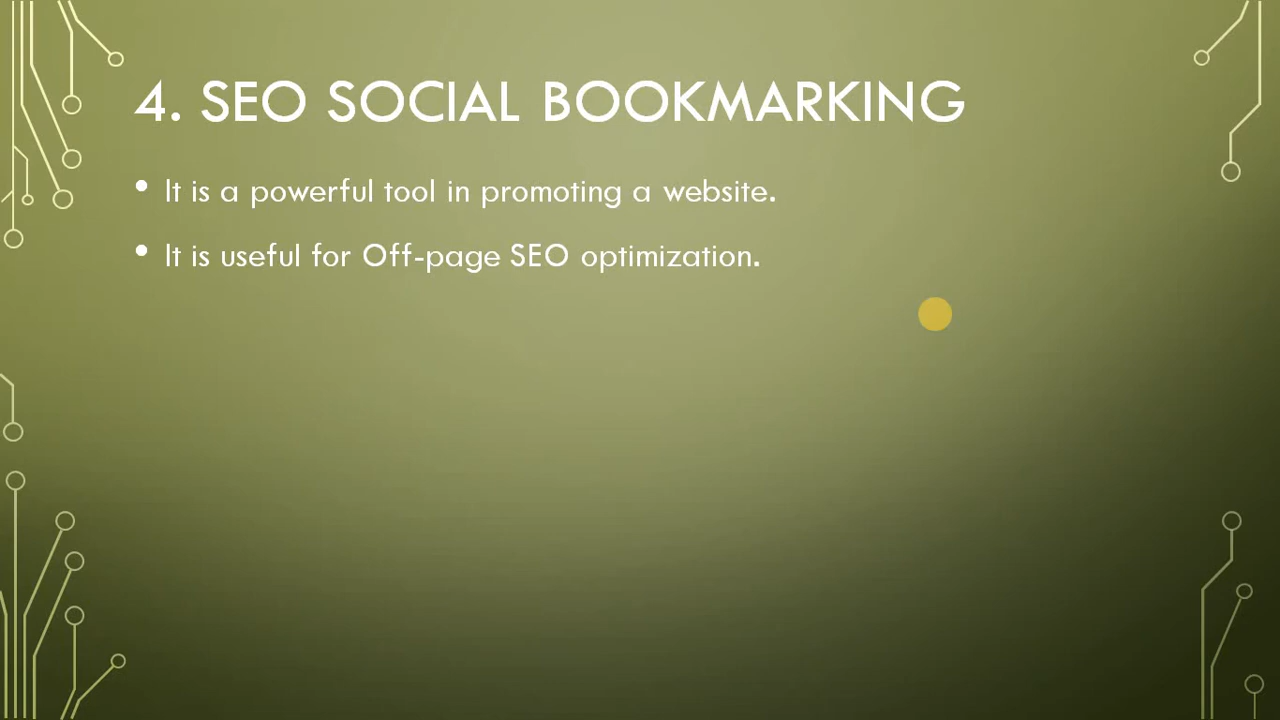 4. SEO SOCIAL BOOKMARKING
• It is a powerful tool in promoting a website.
• It is useful for Off-page SEO optimization.